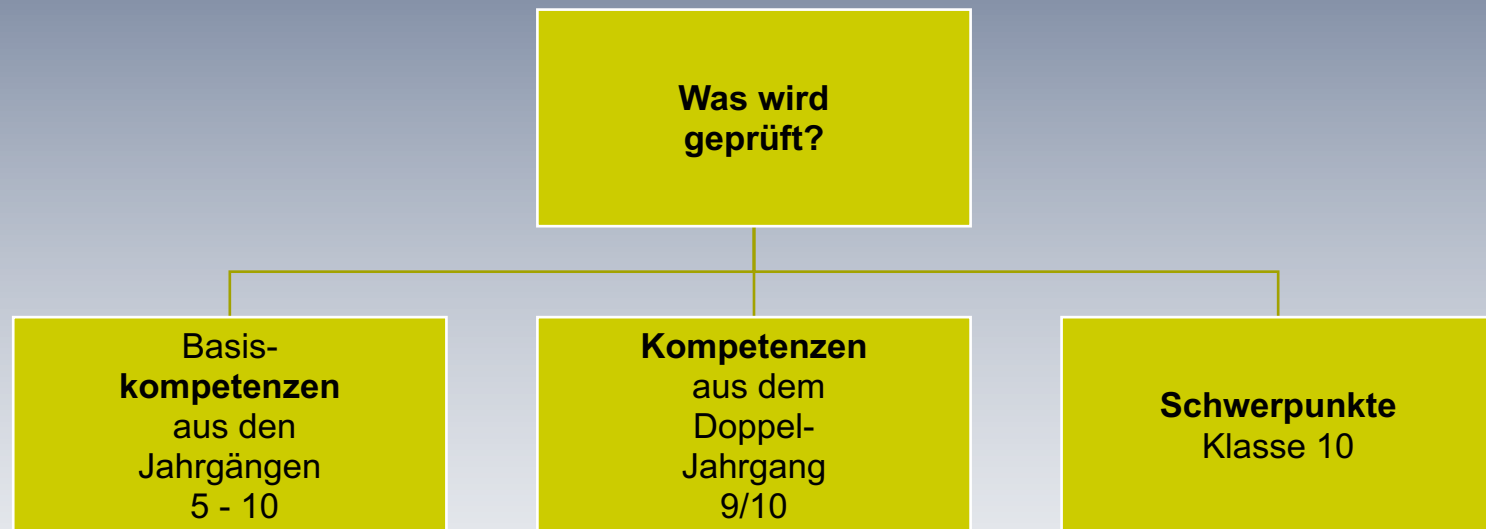 Was wird
geprüft?
Basis-
kompetenzen
aus den
Jahrgängen
5 - 10
Kompetenzen
aus dem
Doppel-
Jahrgang
9/10
Schwerpunkte
Klasse 10